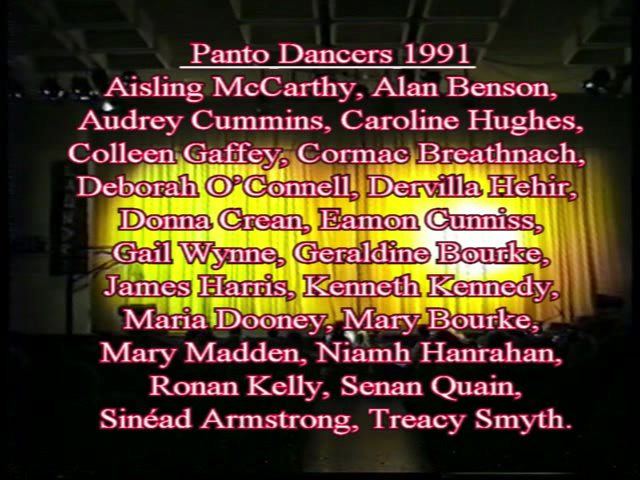 Panto Dancers 1991
Aisling McCarthy, Alan Benson,
Audrey Cummins, Caroline Hughes,
Colleen Gaffey, Cormac Breathnach,
Deborah O’Connell, Dervilla Hehir,
Donna Crean, Eamon Cunniss,
Gail Wynne, Geraldine Bourke,
James Harris, Kenneth Kennedy,
Maria Dooney, Mary Bourke,
Mary Madden, Niamh Hanrahan,
Ronan Kelly, Senan Quain,
Sinéad Armstrong, Treacy Smyth.